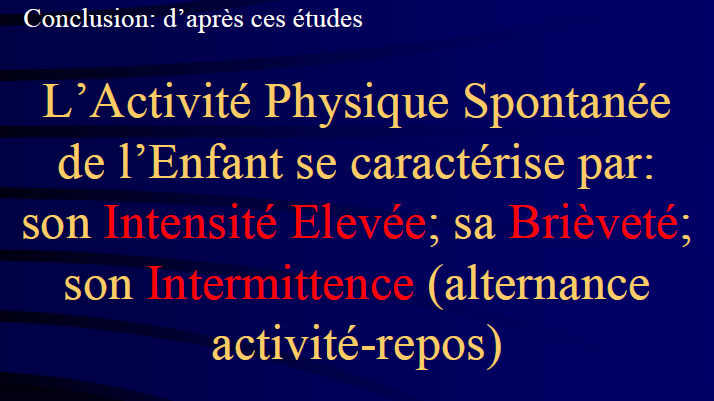 Conclusion: d’après ces études
L’Activité Physique Spontanée
de l’Enfant se caractérise par:
son Intensité Elevée; sa Brièveté;
son Intermittence (alternance
activité-repos)